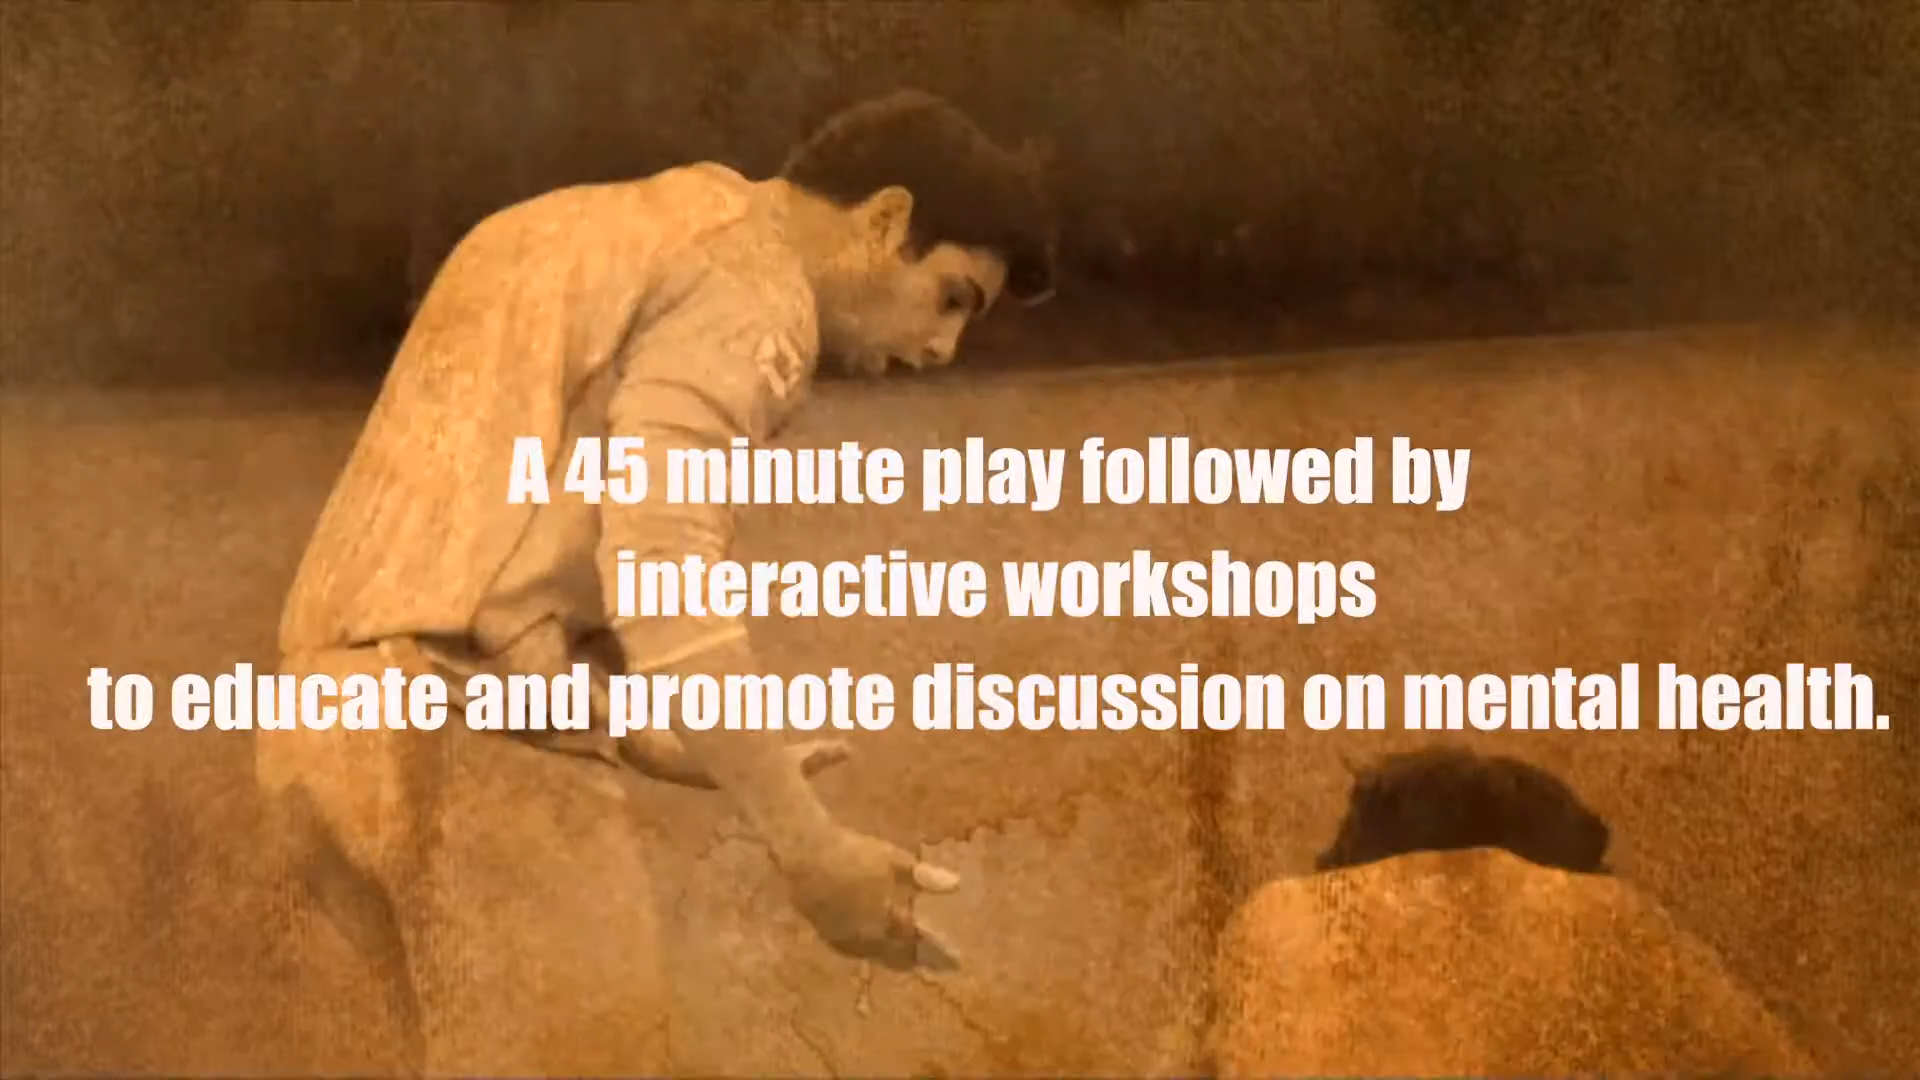 A 45 minute play followed by
interactive workshops
to educate and promote discussion on mental health.